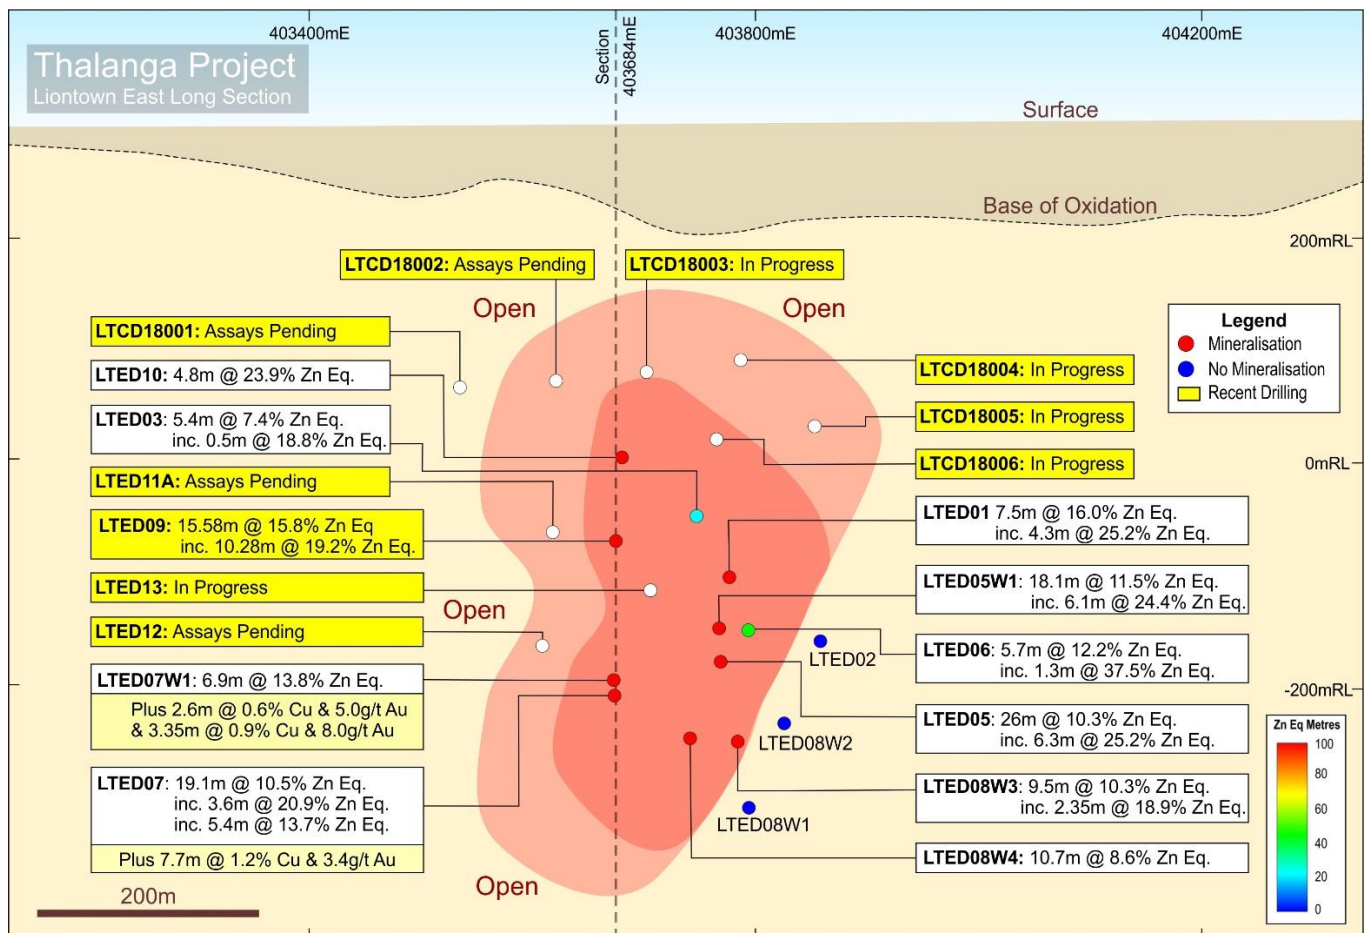 403400mE
403800mE
404200mE
Section
403684mE
Thalanga Project
Liontown East Long Section
Surface
Base of Oxidation
200mRL
LTCD18002: Assays Pending
LTCD18003: In Progress
Open
Open
LTCD18001: Assays Pending
LTED10: 4.8m @ 23.9% Zn Eq.
LTED03: 5.4m @ 7.4% Zn Eq.
inc. 0.5m @ 18.8% Zn Eq.
LTED11A: Assays Pending
LTED09: 15.58m @ 15.8% Zn Eq
inc. 10.28m @ 19.2% Zn Eq.
LTED13: In Progress
Open
LTED12: Assays Pending
LTED07W1: 6.9m @ 13.8% Zn Eq.
Plus 2.6m @ 0.6% Cu & 5.0g/t Au
& 3.35m @ 0.9% Cu & 8.0g/t Au
LTED07: 19.1m @ 10.5% Zn Eq.
inc. 3.6m @ 20.9% Zn Eq.
inc. 5.4m @ 13.7% Zn Eq.
Plus 7.7m @ 1.2% Cu & 3.4g/t Au
Open
200m
Legend
Mineralisation
No Mineralisation
Recent Drilling
LTCD18004: In Progress
LTCD18005: In Progress
LTCD18006: In Progress
0mRL
LTED01 7.5m @ 16.0% Zn Eq.
inc. 4.3m @ 25.2% Zn Eq.
LTED05W1: 18.1m @ 11.5% Zn Eq.
inc. 6.1m @ 24.4% Zn Eq.
LTED02
LTED06: 5.7m @ 12.2% Zn Eq.
inc. 1.3m @ 37.5% Zn Eq.
-200mRL
LTED05: 26m @ 10.3% Zn Eq.
inc. 6.3m @ 25.2% Zn Eq.
LTED08W2
LTED08W3: 9.5m @ 10.3% Zn Eq.
inc. 2.35m @ 18.9% Zn Eq.
LTED08W1
LTED08W4: 10.7m @ 8.6% Zn Eq.
Zn Eq Metres
100
80
60
40
20
0